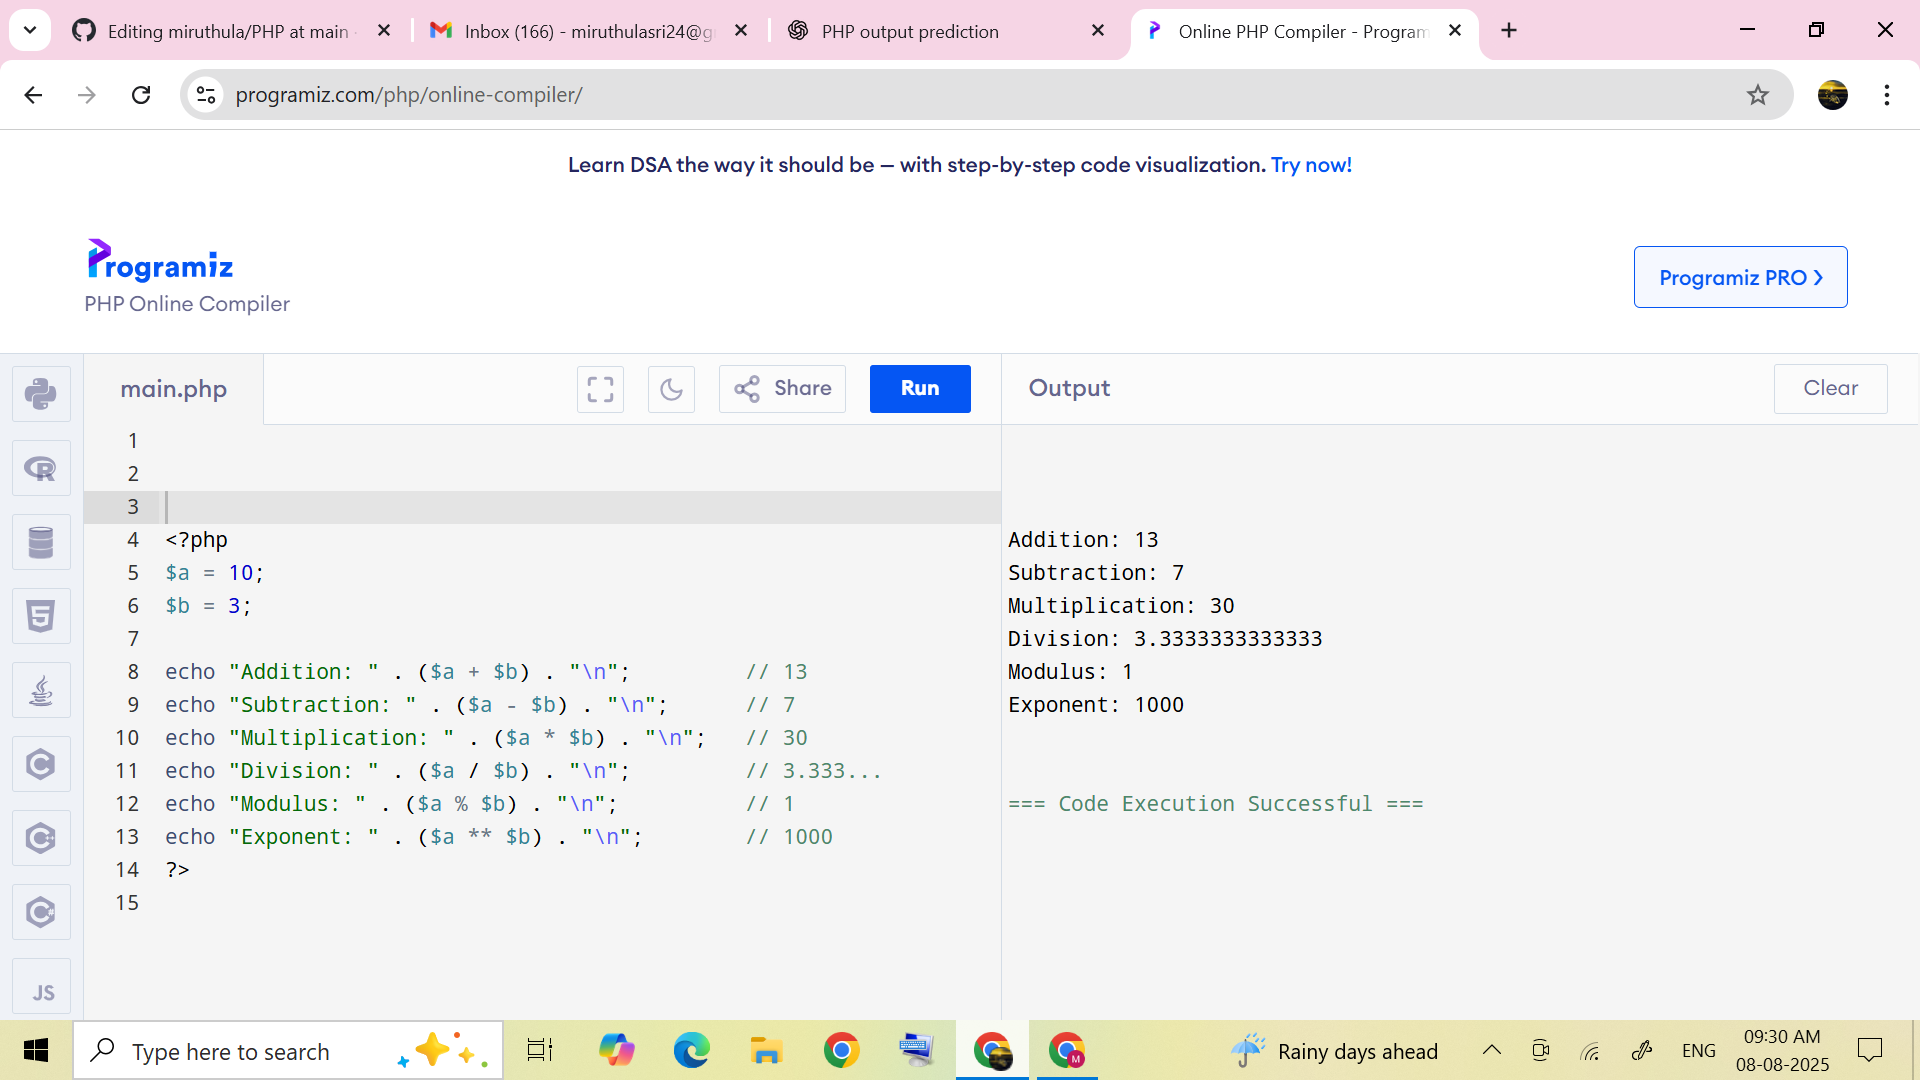 Editing miruthula/PHP at main ·
Inbox (166) - miruthulasri24@g
PHP output prediction
Online PHP Compiler - Program
programiz.com/php/online-compiler/
Learn DSA the way it should be — with step-by-step code visualization. Try now!
Programiz
PHP Online Compiler
Programiz PRO ❯
main.php
Share
Run
Output
Clear
1
2
3
4 <?php
5 $a = 10;
6 $b = 3;
7
8 echo "Addition: " . ($a + $b) . "\n";         // 13
9 echo "Subtraction: " . ($a - $b) . "\n";      // 7
10 echo "Multiplication: " . ($a * $b) . "\n";   // 30
11 echo "Division: " . ($a / $b) . "\n";         // 3.333...
12 echo "Modulus: " . ($a % $b) . "\n";          // 1
13 echo "Exponent: " . ($a ** $b) . "\n";        // 1000
14 ?>
15
Addition: 13
Subtraction: 7
Multiplication: 30
Division: 3.3333333333333
Modulus: 1
Exponent: 1000
=== Code Execution Successful ===
R
5
C
C++
C#
JS
Type here to search
M
Rainy days ahead
ENG
09:30 AM
08-08-2025